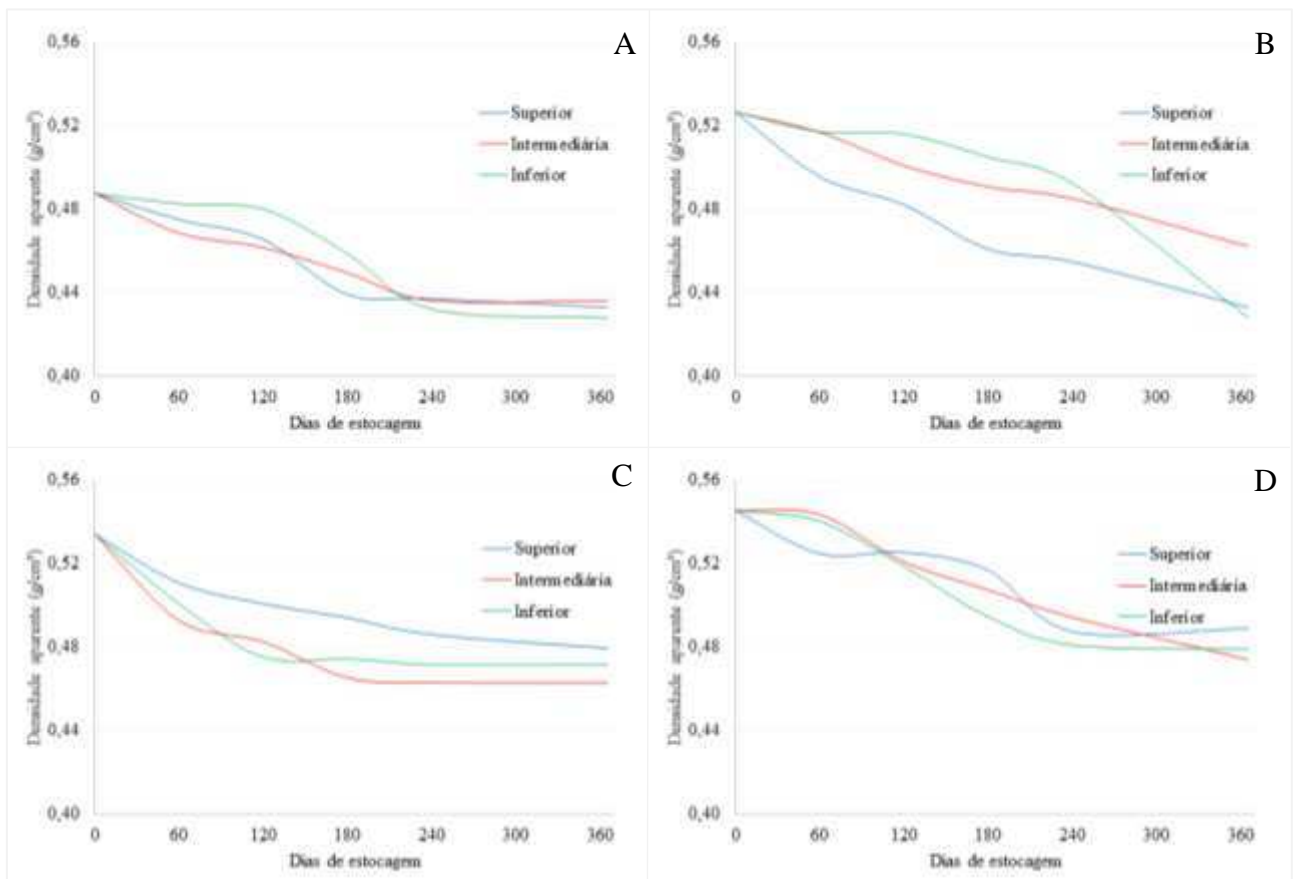 A
Densidade aparente (g/cm³)
0,56
0,52
0,48
0,44
0,40
Superior
Intermediária
Inferior
0 60 120 180 240 300 360
Dias de estocagem
B
Densidade aparente (g/cm³)
0,56
0,52
0,48
0,44
0,40
Superior
Intermediária
Inferior
0 60 120 180 240 300 360
Dias de estocagem
C
Densidade aparente (g/cm³)
0,56
0,52
0,48
0,44
0,40
Superior
Intermediária
Inferior
0 60 120 180 240 300 360
Dias de estocagem
D
Densidade aparente (g/cm³)
0,56
0,52
0,48
0,44
0,40
Superior
Intermediária
Inferior
0 60 120 180 240 300 360
Dias de estocagem